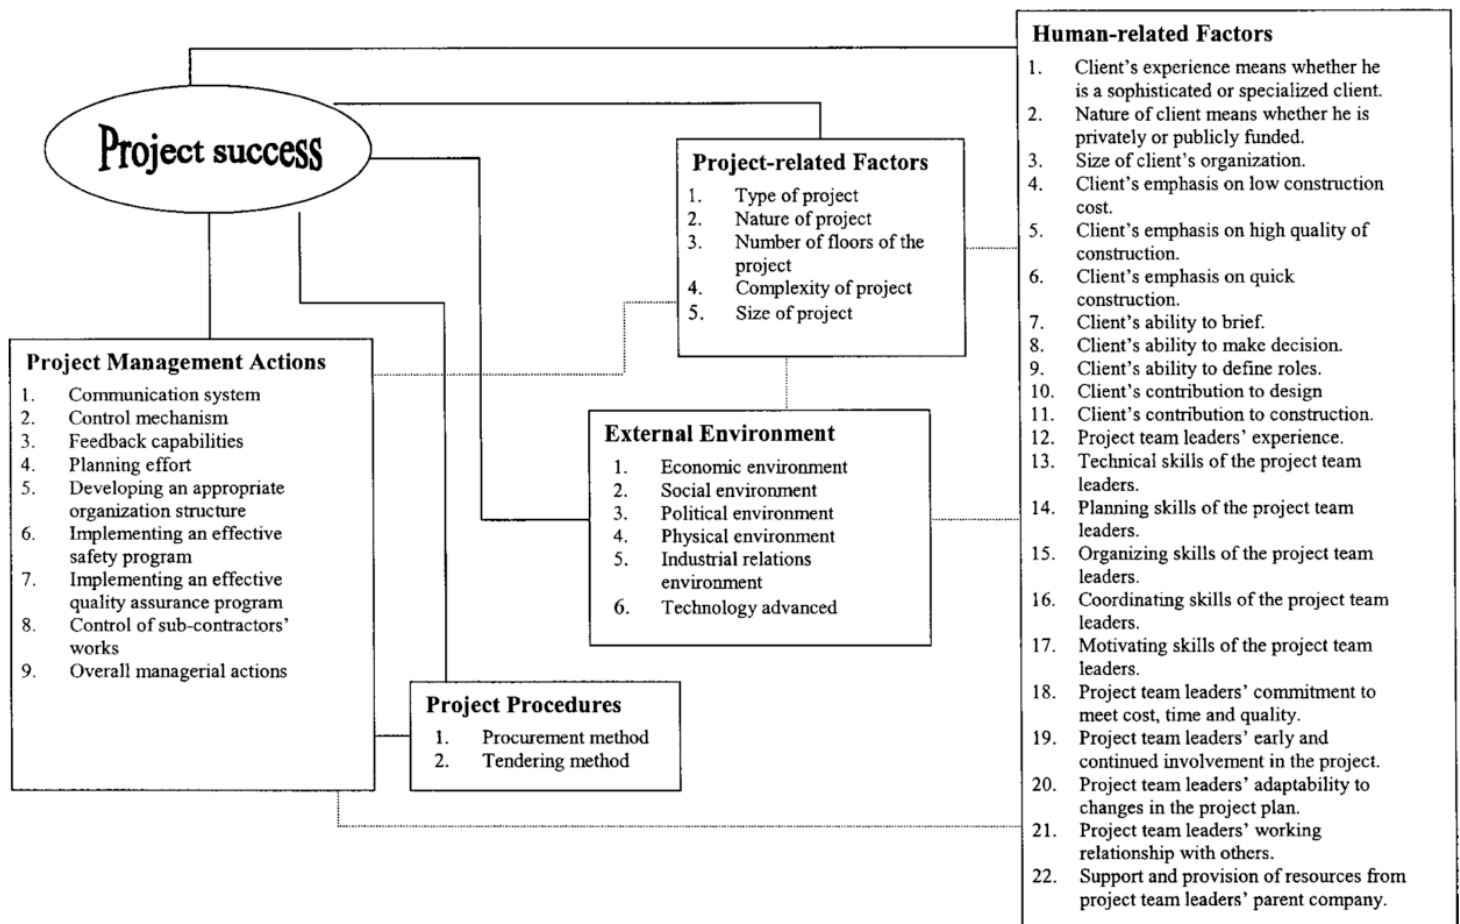 Project success
Human-related Factors
1. Client's experience means whether he
is a sophisticated or specialized client.
2. Nature of client means whether he is
privately or publicly funded.
3. Size of client's organization.
4. Client's emphasis on low construction
cost.
5. Client's emphasis on high quality of
construction.
6. Client's emphasis on quick
construction.
7. Client's ability to brief.
8. Client's ability to make decision.
9. Client's ability to define roles.
10. Client's contribution to design
11. Client's contribution to construction.
12. Project team leaders' experience.
13. Technical skills of the project team
leaders.
14. Planning skills of the project team
leaders.
15. Organizing skills of the project team
leaders.
16. Coordinating skills of the project team
leaders.
17. Motivating skills of the project team
leaders.
18. Project team leaders' commitment to
meet cost, time and quality.
19. Project team leaders' early and
continued involvement in the project.
20. Project team leaders' adaptability to
changes in the project plan.
21. Project team leaders' working
relationship with others.
22. Support and provision of resources from
project team leaders' parent company.
Project-related Factors
1. Type of project
2. Nature of project
3. Number of floors of the
project
4. Complexity of project
5. Size of project
Project Management Actions
1. Communication system
2. Control mechanism
3. Feedback capabilities
4. Planning effort
5. Developing an appropriate
organization structure
6. Implementing an effective
safety program
7. Implementing an effective
quality assurance program
8. Control of sub-contractors'
works
9. Overall managerial actions
External Environment
1. Economic environment
2. Social environment
3. Political environment
4. Physical environment
5. Industrial relations
environment
6. Technology advanced
Project Procedures
1. Procurement method
2. Tendering method